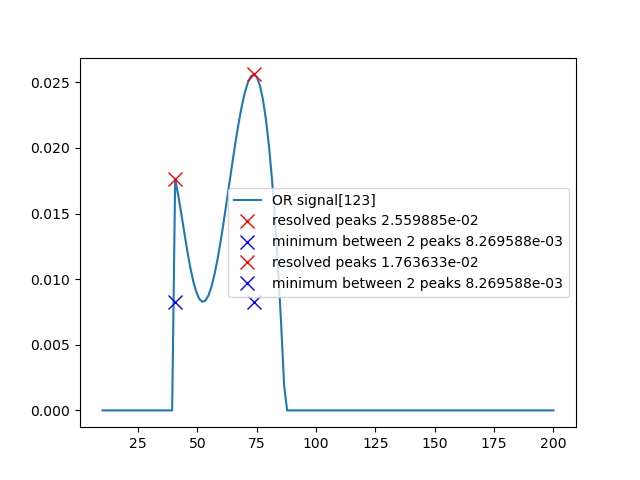 0.025
0.020
0.015
0.010
0.005
0.000
OR signal[123]
resolved peaks 2.559885e-02
minimum between 2 peaks 8.269588e-03
resolved peaks 1.763633e-02
minimum between 2 peaks 8.269588e-03
25 50 75 100 125 150 175 200